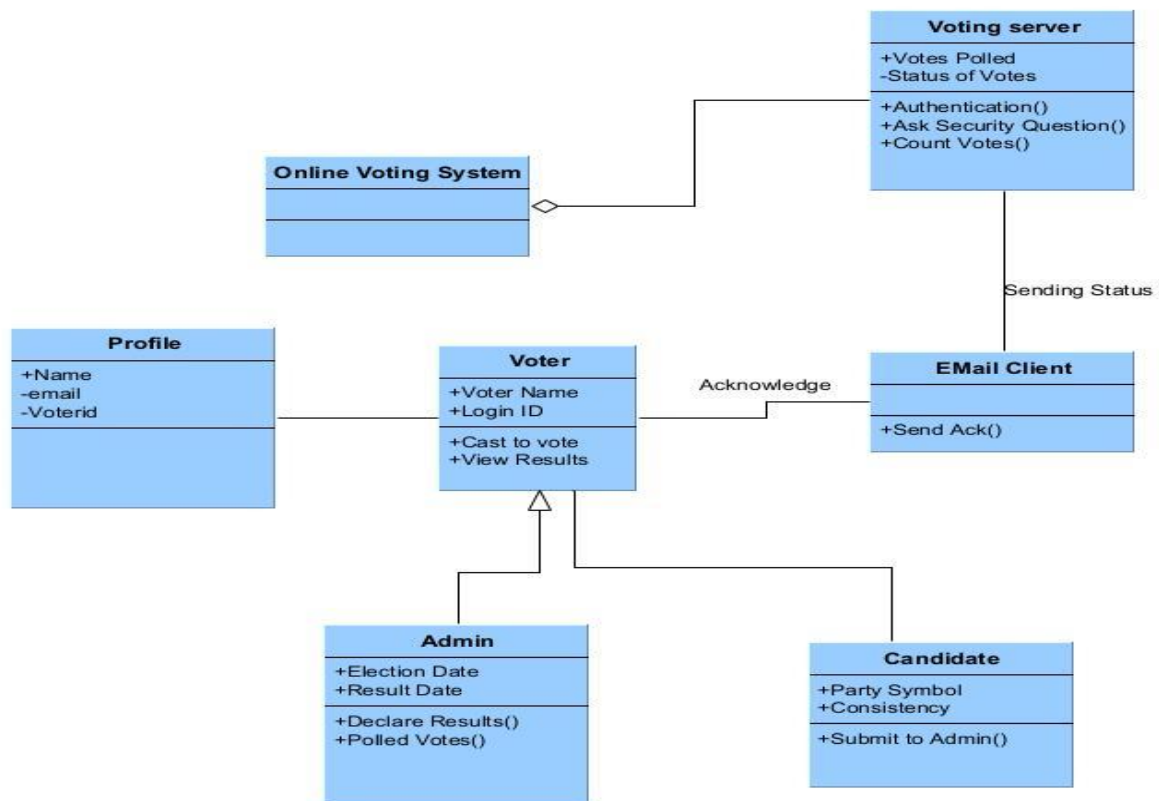 Voting server
+Votes Polled
-Status of Votes
+Authentication()
+Ask Security Question()
+Count Votes()
Online Voting System
Sending Status
Profile
+Name
-email
-Voterid
Voter
+Voter Name
+Login ID
+Cast to vote
+View Results
Acknowledge
EMail Client
+Send Ack()
Admin
+Election Date
+Result Date
+Declare Results()
+Polled Votes()
Candidate
+Party Symbol
+Consistency
+Submit to Admin()